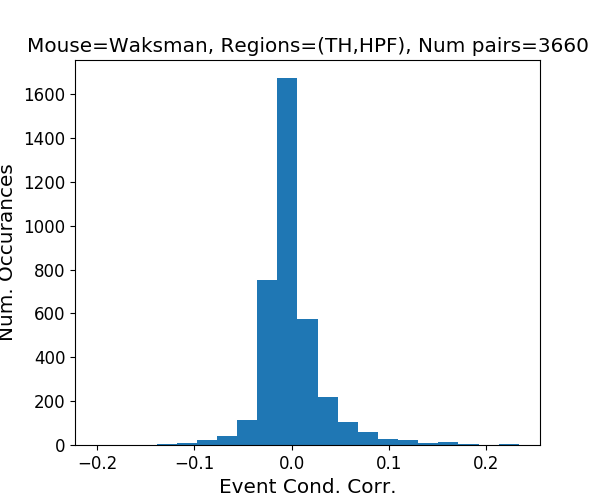 Mouse=Waksman, Regions=(TH,HPF), Num pairs=3660
1600
1400
1200
1000
800
600
400
200
0
Num. Occurances
−0.2 −0.1 0.0 0.1 0.2
Event Cond. Corr.